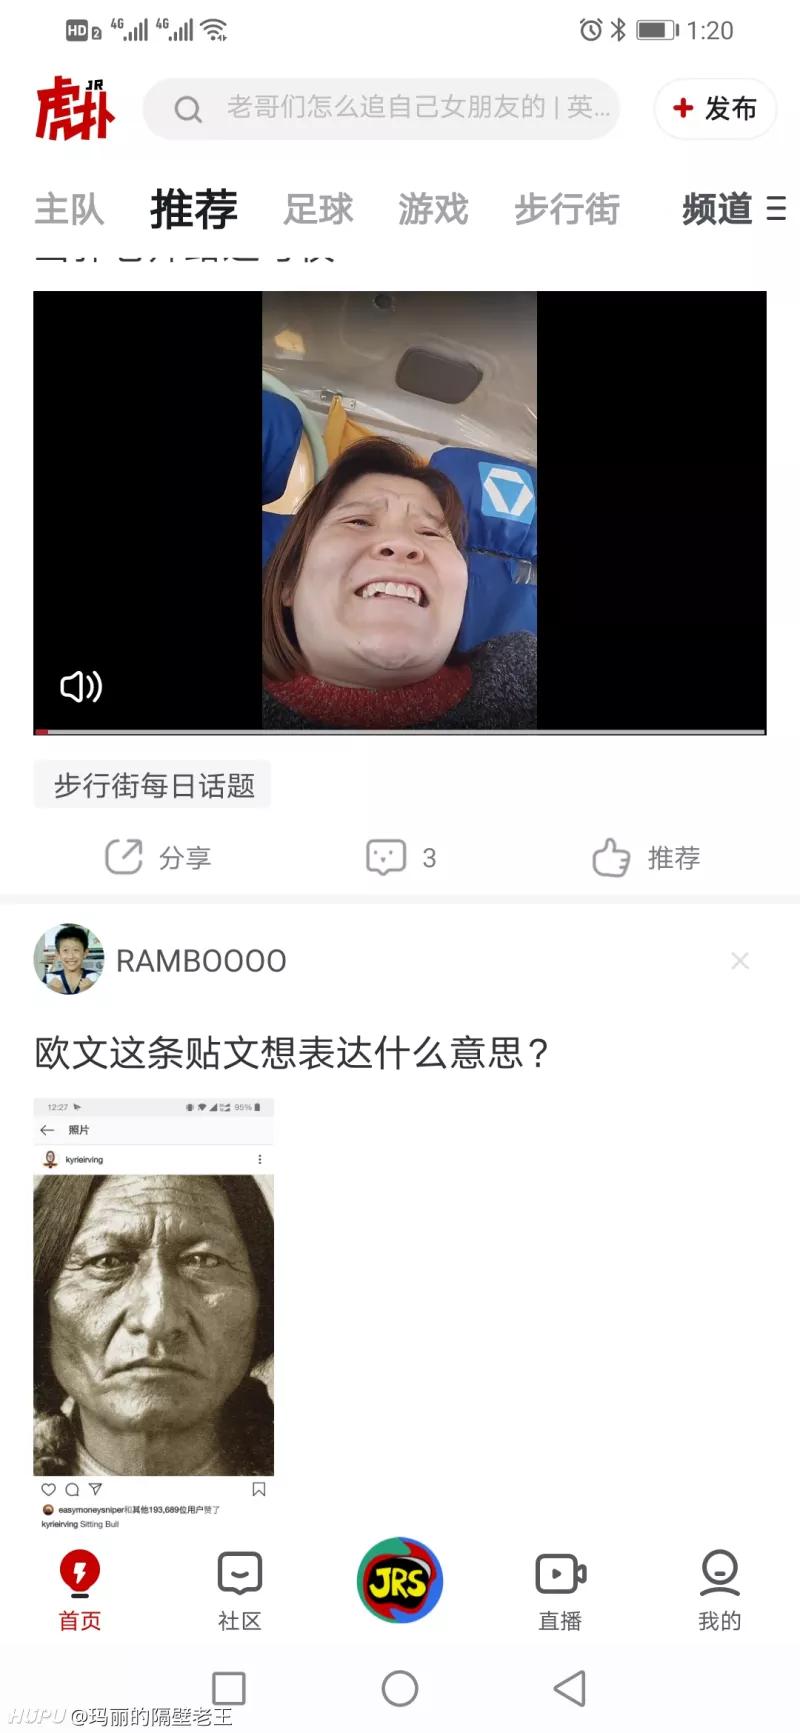 HD 2 4G 4G 1:20
虎扑 JR
老哥们怎么追自己女朋友的 | 英...
+ 发布
主队 推荐 足球 游戏 步行街 频道
步行街每日话题
分享 3 推荐
RAMBOOOO
欧文这条贴文想表达什么意思？
12:27 95%
照片
kyrieirving
easymoneysniper和其他193,689位用户赞了
kyrieirving Sitting Bull
JRS
首页 社区 直播 我的
HUPU @玛丽的隔壁老王